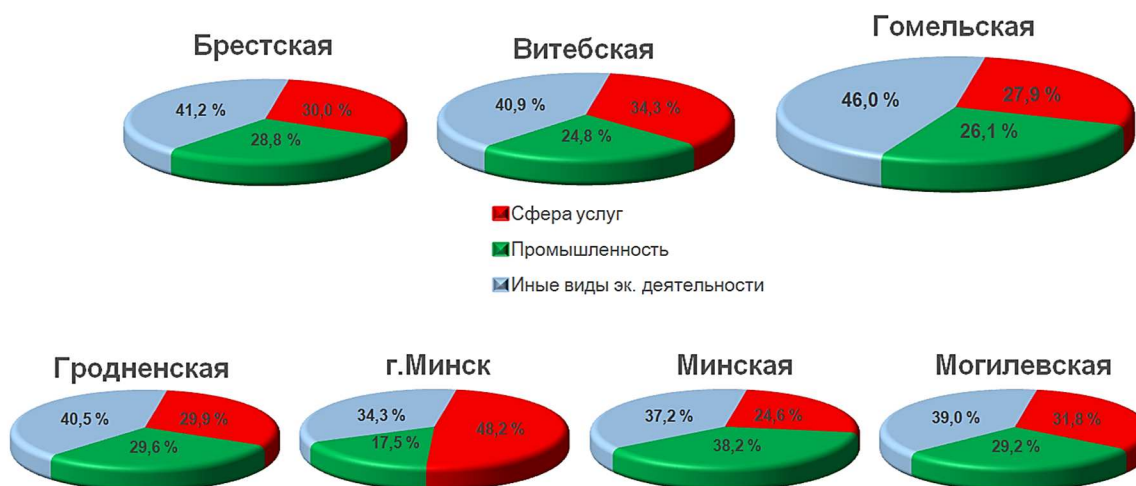 Брестская
41,2 %
30,0 %
28,8 %
Витебская
40,9 %
34,3 %
24,8 %
Гомельская
46,0 %
27,9 %
26,1 %
Сфера услуг
Промышленность
Иные виды эк. деятельности
Гродненская
40,5 %
29,9 %
29,6 %
г.Минск
34,3 %
48,2 %
17,5 %
Минская
37,2 %
24,6 %
38,2 %
Могилевская
39,0 %
31,8 %
29,2 %